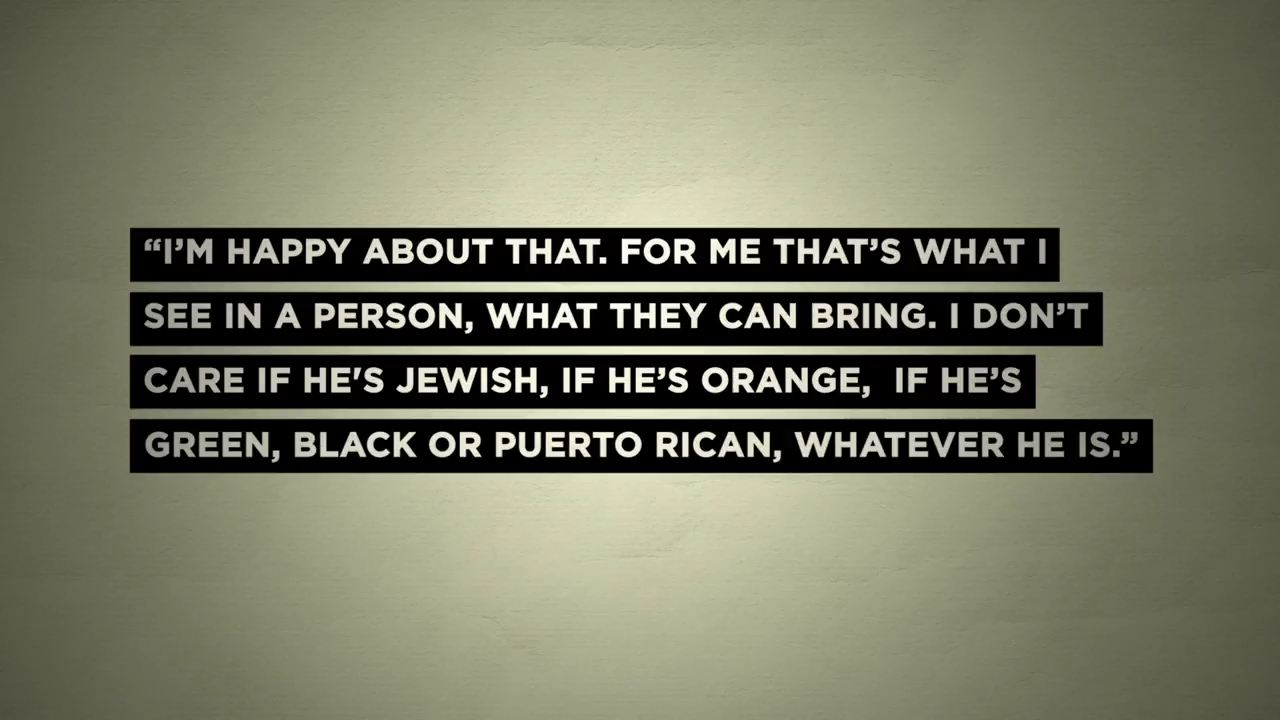 “I’M HAPPY ABOUT THAT. FOR ME THAT’S WHAT I
SEE IN A PERSON, WHAT THEY CAN BRING. I DON’T
CARE IF HE'S JEWISH, IF HE’S ORANGE,  IF HE’S
GREEN, BLACK OR PUERTO RICAN, WHATEVER HE IS.”